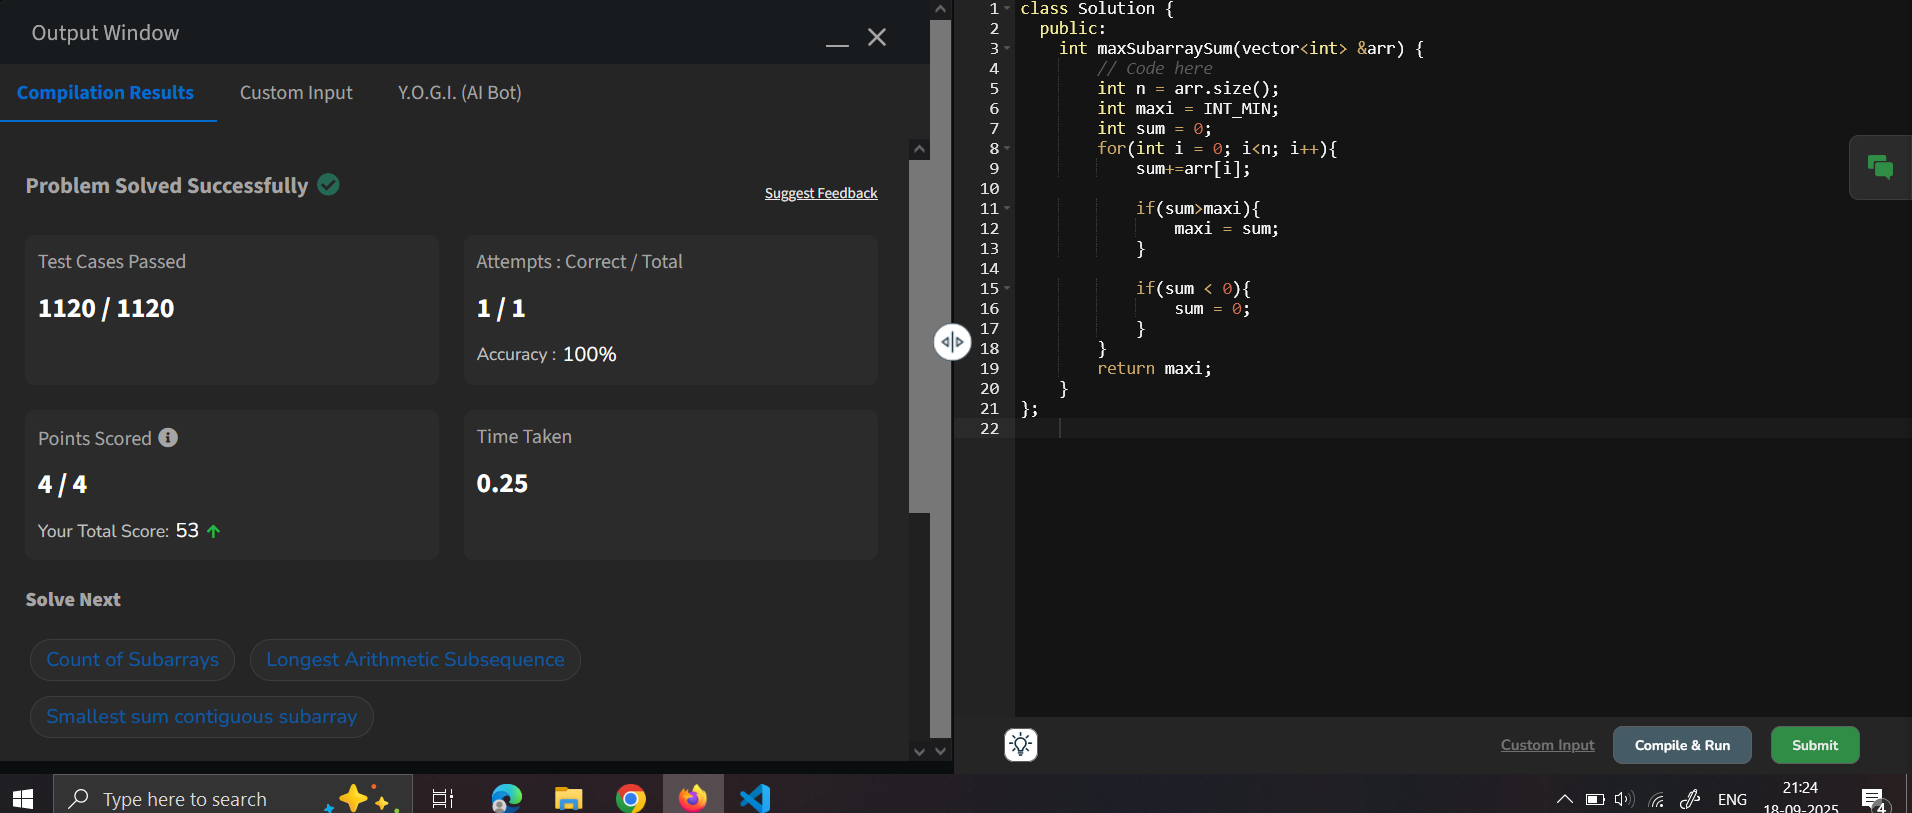 Output Window
Compilation Results
Custom Input
Y.O.G.I. (AI Bot)
Problem Solved Successfully
Suggest Feedback
Test Cases Passed
1120 / 1120
Attempts : Correct / Total
1 / 1
Accuracy : 100%
Points Scored
4 / 4
Your Total Score: 53
Time Taken
0.25
Solve Next
Count of Subarrays
Longest Arithmetic Subsequence
Smallest sum contiguous subarray
1 class Solution {
2   public:
3     int maxSubarraySum(vector<int> &arr) {
4         // Code here
5         int n = arr.size();
6         int maxi = INT_MIN;
7         int sum = 0;
8         for(int i = 0; i<n; i++){
9             sum+=arr[i];
10
11             if(sum>maxi){
12                 maxi = sum;
13             }
14
15             if(sum < 0){
16                 sum = 0;
17             }
18         }
19         return maxi;
20     }
21 };
22
Custom Input
Compile & Run
Submit
Type here to search
ENG
21:24
18-09-2025
4